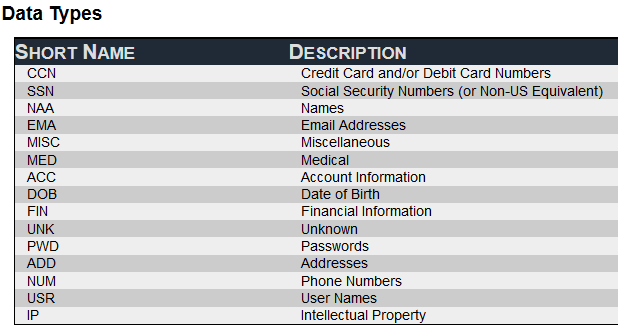 Data Types
SHORT NAME DESCRIPTION
CCN Credit Card and/or Debit Card Numbers
SSN Social Security Numbers (or Non-US Equivalent)
NAA Names
EMA Email Addresses
MISC Miscellaneous
MED Medical
ACC Account Information
DOB Date of Birth
FIN Financial Information
UNK Unknown
PWD Passwords
ADD Addresses
NUM Phone Numbers
USR User Names
IP Intellectual Property